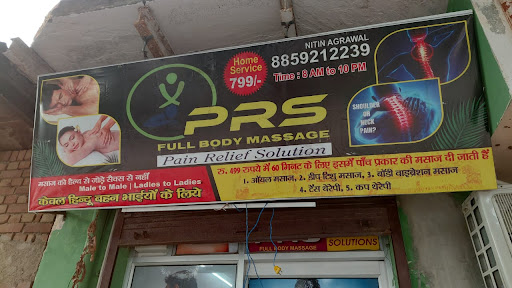 NITIN AGRAWAL
8859212239
Time : 8 AM to 10 PM
Home
Service
799/-
PRS
FULL BODY MASSAGE
Pain Relief Solution
SHOULDER
OR
NECK
PAIN?
मसाज की हैल्थ से जोड़े सैक्स से नहीं
Male to Male | Ladies to Ladies
केवल हिन्दू बहन भाईयों के लिये
रु. 499 रुपये में 60 मिनट के लिए इसमें पाँच प्रकार की मसाज दी जाती हैं
1. ऑयल मसाज, 2. डीप टिशु मसाज, 3. बॉडी वाइब्रेशन मसाज
4. टैंस थेरेपी, 5. कप थेरेपी
FULL BODY MASSAGE
SOLUTIONS